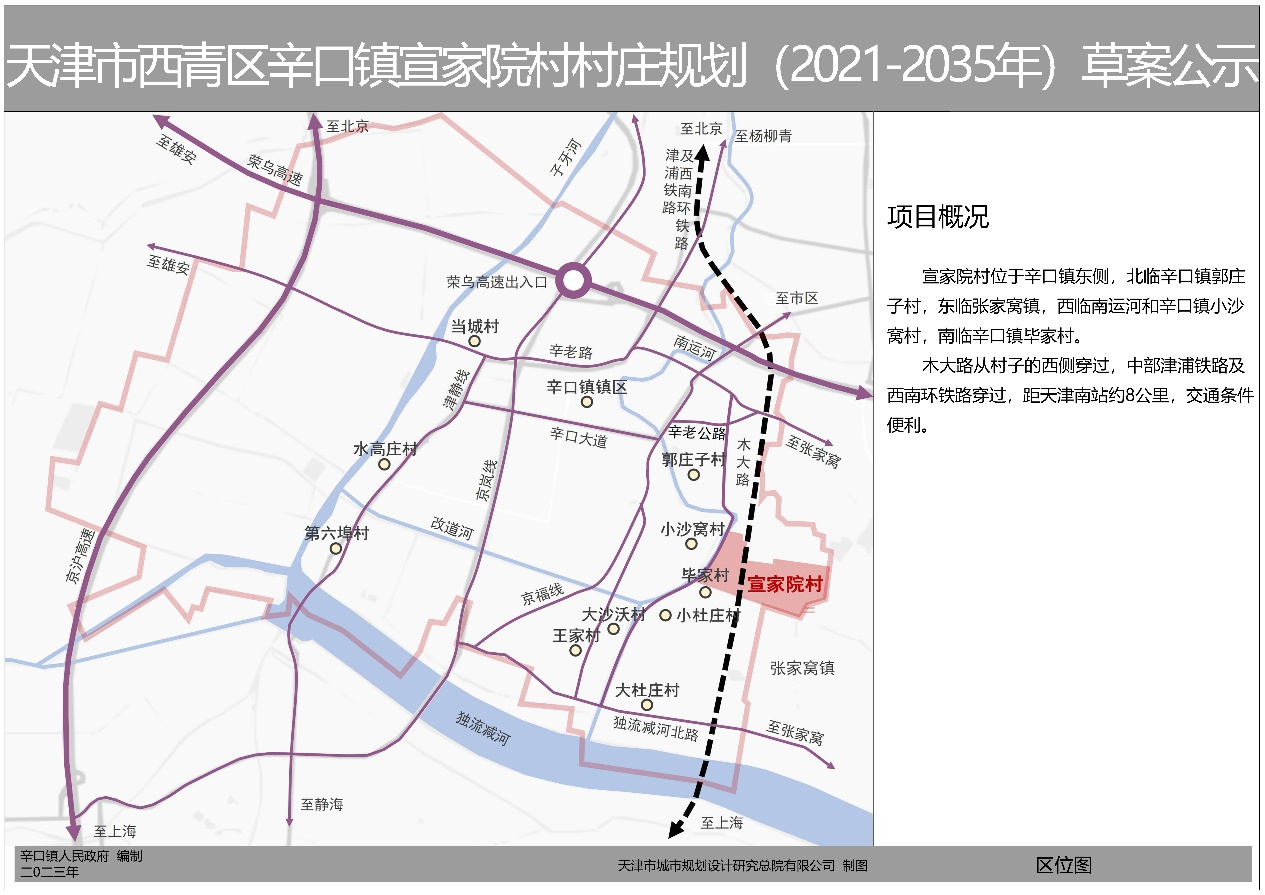 天津市西青区辛口镇宣家院村村庄规划（2021-2035年）草案公示
至北京
至雄安
荣乌高速
子牙河
至北京
至杨柳青
津浦铁路
及西南环铁路
至雄安
荣乌高速出入口
至市区
当城村
辛老路
南运河
津静线
辛口镇镇区
辛口大道
辛老公路
至张家窝
木大路
水高庄村
京岚线
郭庄子村
改道河
第六埠村
小沙窝村
京沪高速
毕家村
宣家院村
京福线
大沙沃村
小杜庄村
王家村
张家窝镇
大杜庄村
独流减河
独流减河北路
至张家窝
至静海
至上海
至上海
项目概况
宣家院村位于辛口镇东侧，北临辛口镇郭庄
子村，东临张家窝镇，西临南运河和辛口镇小沙
窝村，南临辛口镇毕家村。
木大路从村子的西侧穿过，中部津浦铁路及
西南环铁路穿过，距天津南站约8公里，交通条件
便利。
辛口镇人民政府 编制
二〇二三年
天津市城市规划设计研究总院有限公司 制图
区位图